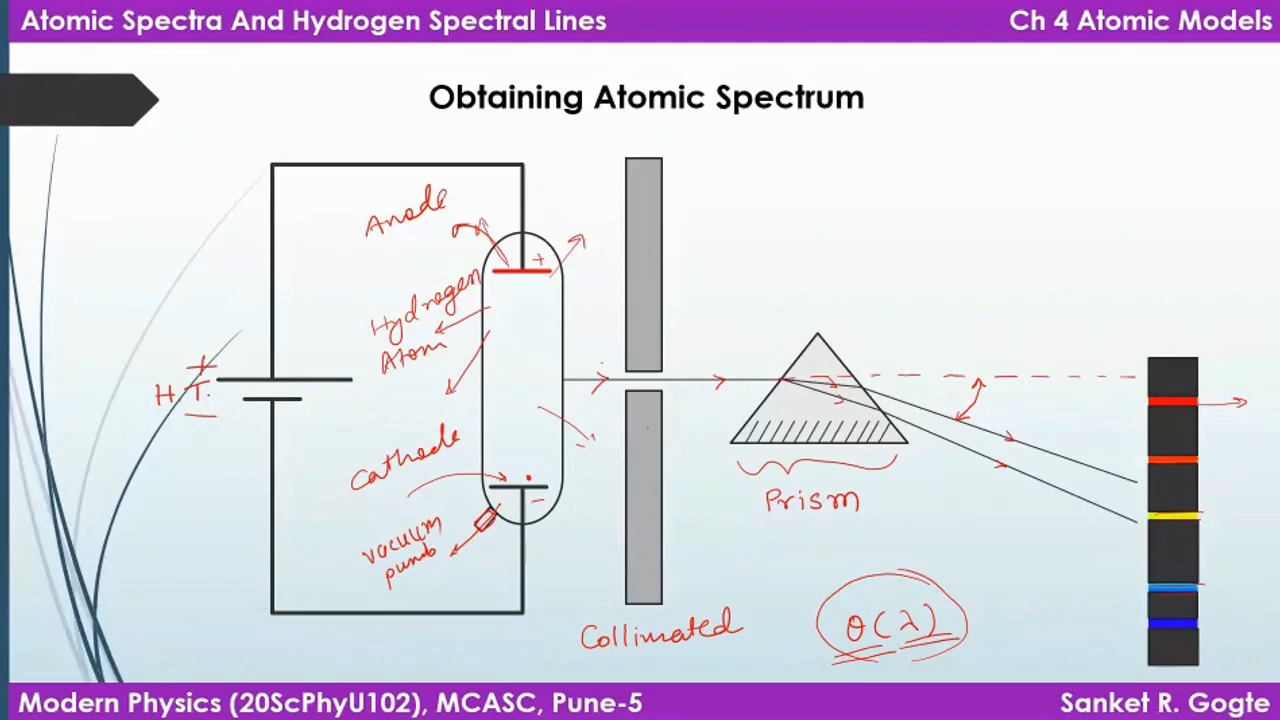 Atomic Spectra And Hydrogen Spectral Lines
Ch 4 Atomic Models
Obtaining Atomic Spectrum
Anode
+
Hydrogen
Atom
+
H.T.
-
Cathode
-
vacuum
pump
Prism
Collimated
θ(λ)
Modern Physics (20ScPhyU102), MCASC, Pune-5
Sanket R. Gogte